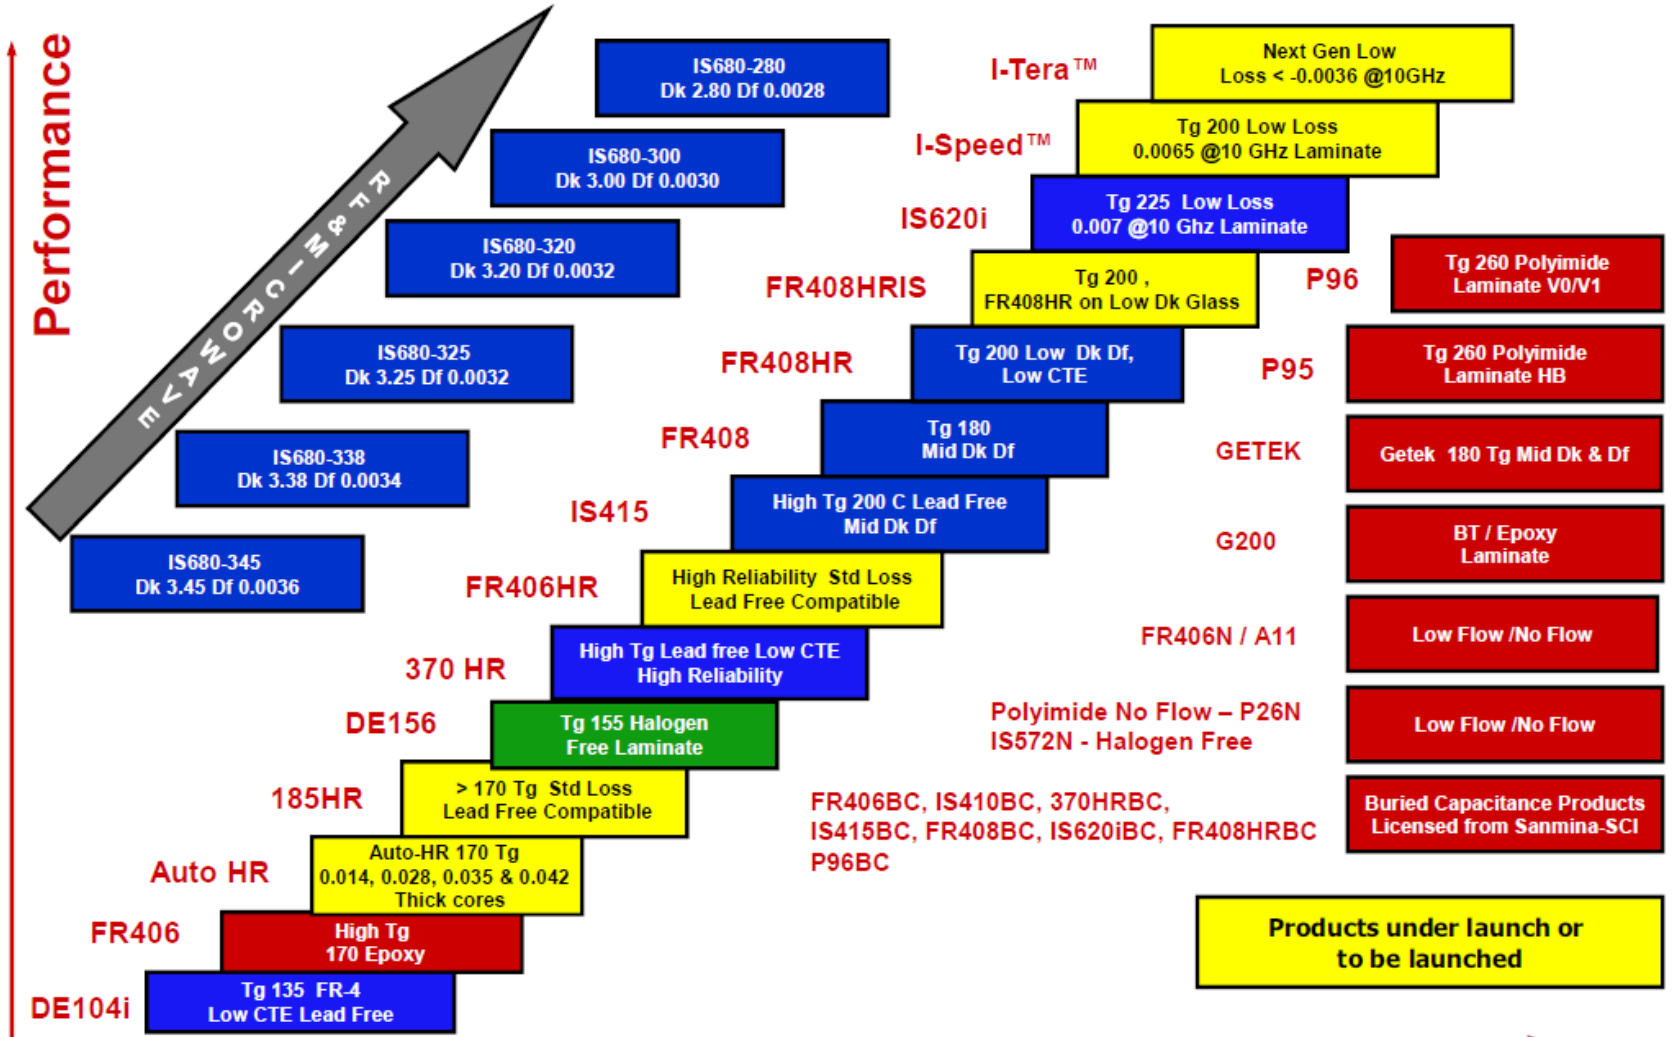 Performance
RF & MICROWAVE
IS680-280
Dk 2.80 Df 0.0028
IS680-300
Dk 3.00 Df 0.0030
IS680-320
Dk 3.20 Df 0.0032
IS680-325
Dk 3.25 Df 0.0032
IS680-338
Dk 3.38 Df 0.0034
IS680-345
Dk 3.45 Df 0.0036
I-Tera™
Next Gen Low
Loss < -0.0036 @10GHz
I-Speed™
Tg 200 Low Loss
0.0065 @10 GHz Laminate
IS620i
Tg 225 Low Loss
0.007 @10 Ghz Laminate
FR408HRIS
Tg 200 ,
FR408HR on Low Dk Glass
FR408HR
Tg 200 Low Dk Df,
Low CTE
FR408
Tg 180
Mid Dk Df
IS415
High Tg 200 C Lead Free
Mid Dk Df
FR406HR
High Reliability Std Loss
Lead Free Compatible
370 HR
High Tg Lead free Low CTE
High Reliability
DE156
Tg 155 Halogen
Free Laminate
185HR
> 170 Tg Std Loss
Lead Free Compatible
Auto HR
Auto-HR 170 Tg
0.014, 0.028, 0.035 & 0.042
Thick cores
FR406
High Tg
170 Epoxy
DE104i
Tg 135 FR-4
Low CTE Lead Free
P96
Tg 260 Polyimide
Laminate V0/V1
P95
Tg 260 Polyimide
Laminate HB
GETEK
Getek 180 Tg Mid Dk & Df
G200
BT / Epoxy
Laminate
FR406N / A11
Low Flow /No Flow
Polyimide No Flow – P26N
IS572N - Halogen Free
Low Flow /No Flow
FR406BC, IS410BC, 370HRBC,
IS415BC, FR408BC, IS620iBC, FR408HRBC
P96BC
Buried Capacitance Products
Licensed from Sanmina-SCI
Products under launch or
to be launched